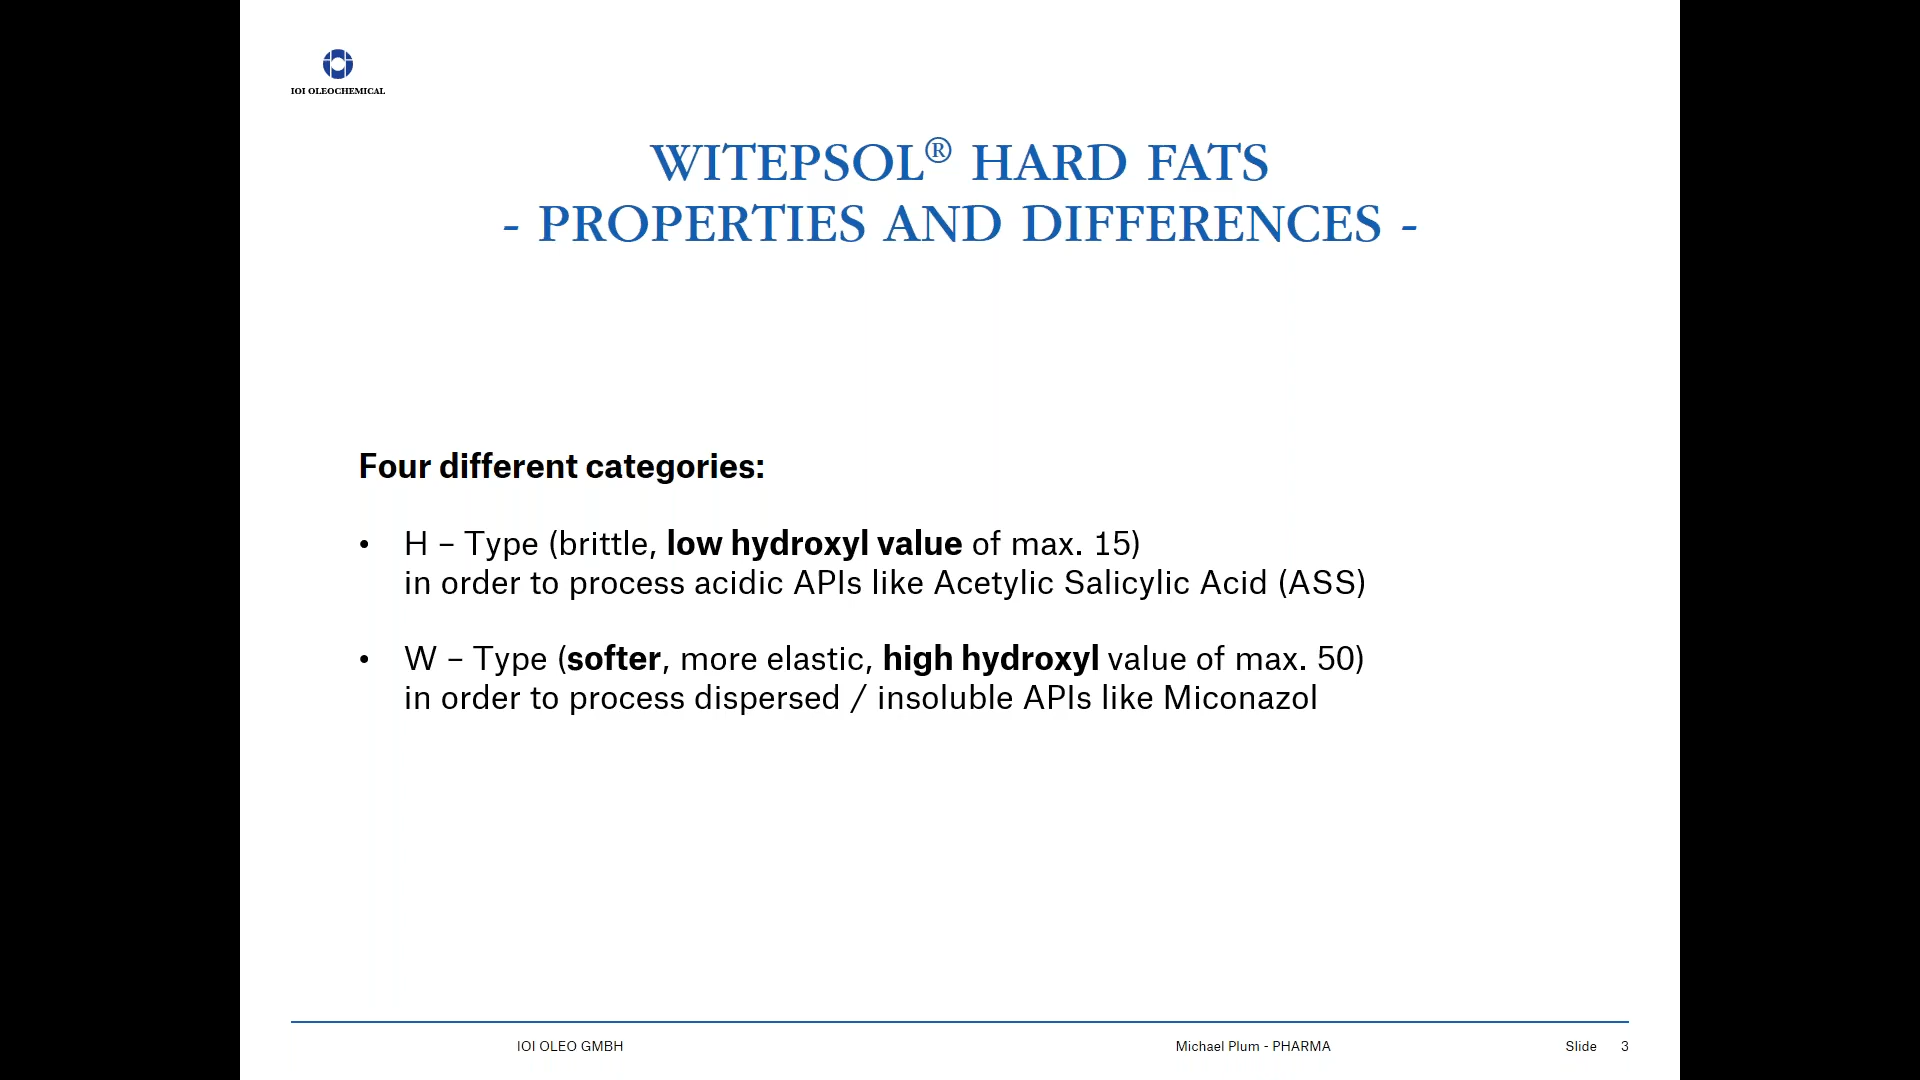 IOI OLEOCHEMICAL
WITEPSOL® HARD FATS
- PROPERTIES AND DIFFERENCES -
Four different categories:
• H – Type (brittle, low hydroxyl value of max. 15)
in order to process acidic APIs like Acetylic Salicylic Acid (ASS)
• W – Type (softer, more elastic, high hydroxyl value of max. 50)
in order to process dispersed / insoluble APIs like Miconazol
IOI OLEO GMBH Michael Plum - PHARMA Slide 3